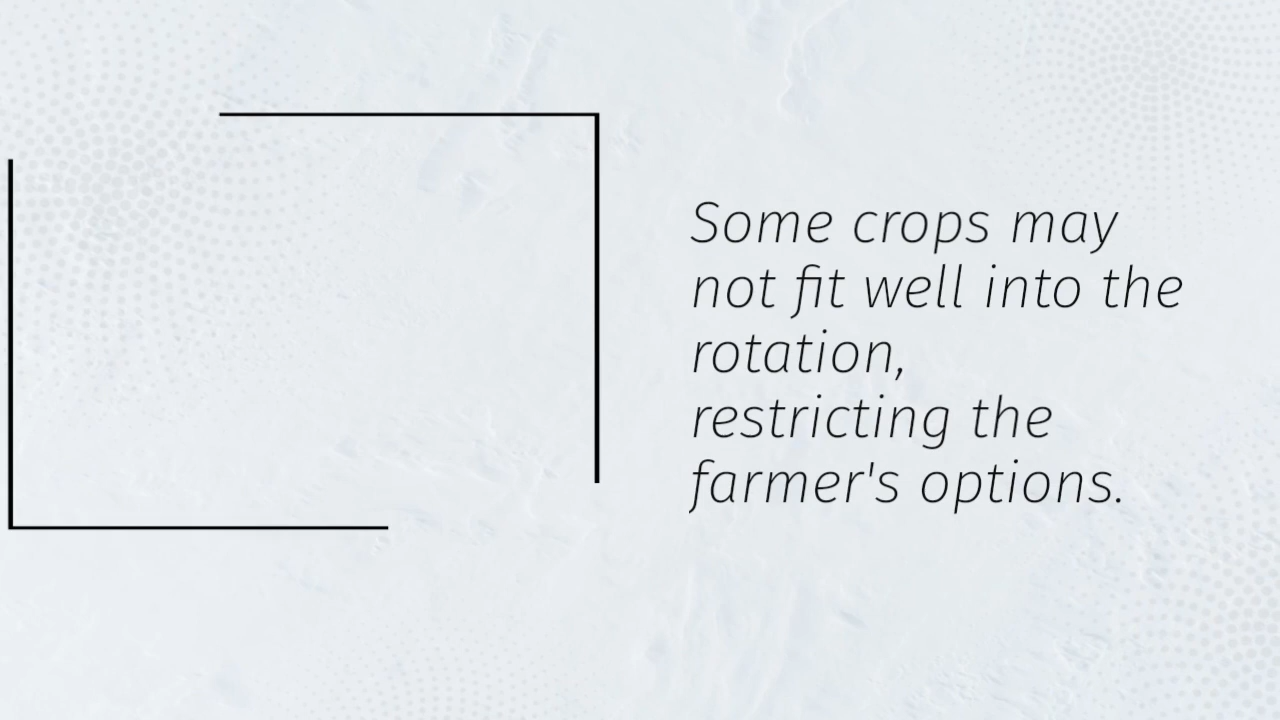 Some crops may
not fit well into the
rotation,
restricting the
farmer's options.